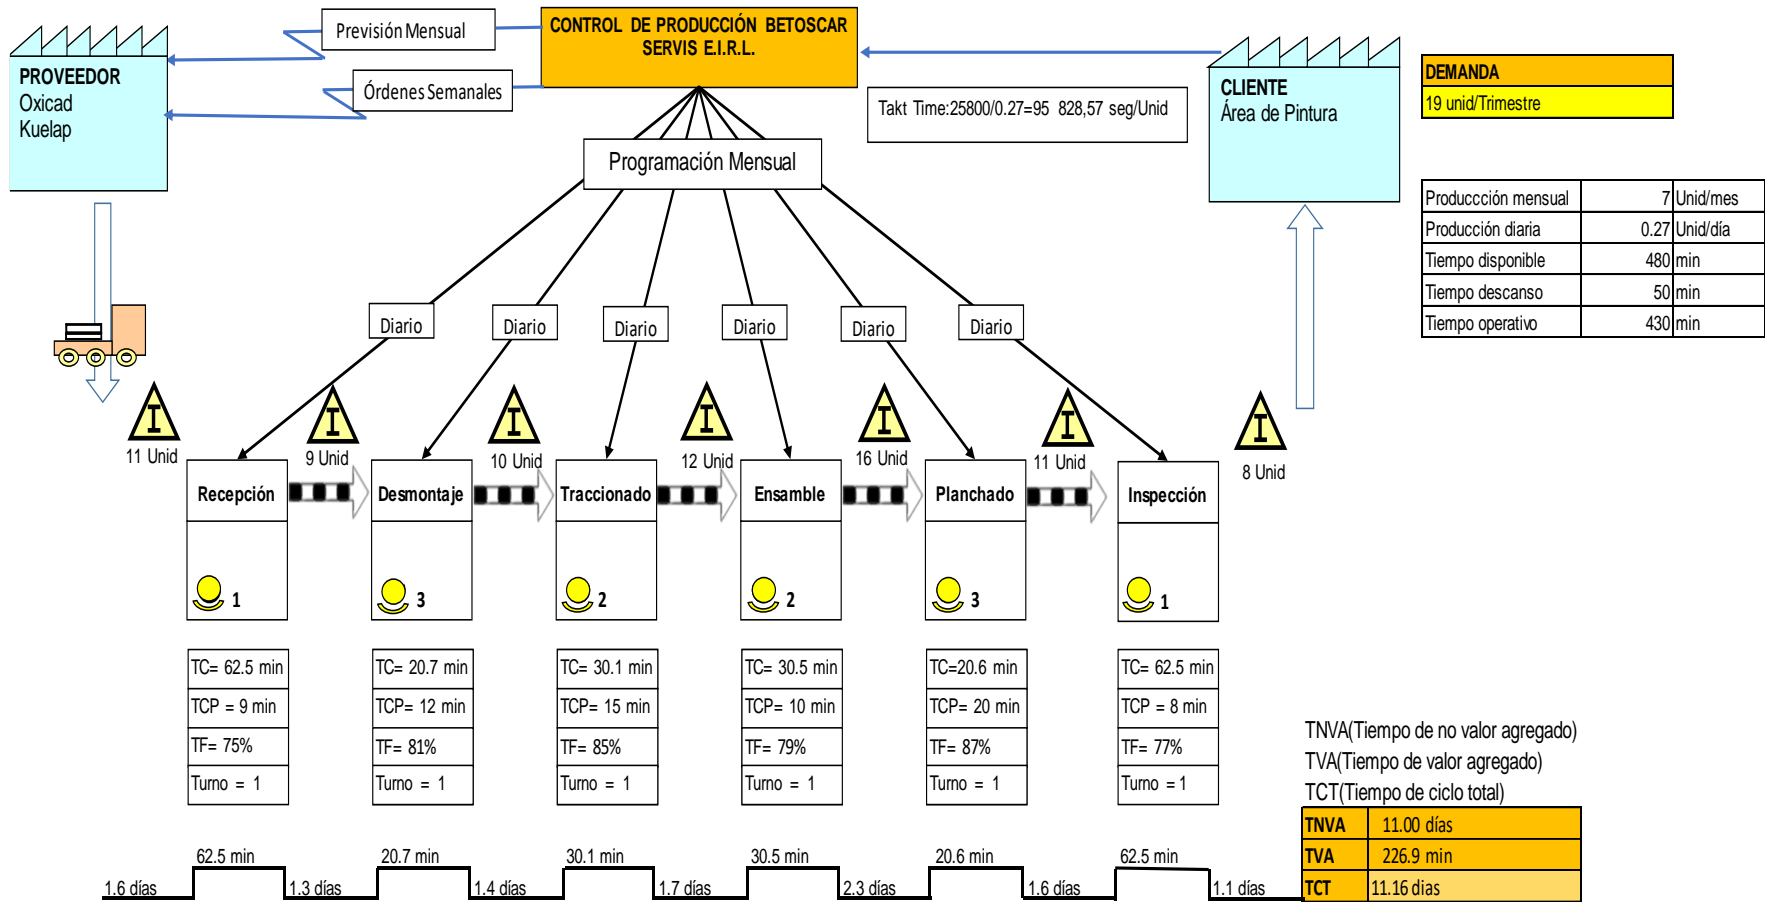 CONTROL DE PRODUCCIÓN BETOSCAR
SERVIS E.I.R.L.
Previsión Mensual
Órdenes Semanales
PROVEEDOR
Oxicad
Kuelap
Takt Time:25800/0.27=95 828,57 seg/Unid
CLIENTE
Área de Pintura
DEMANDA
19 unid/Trimestre
Programación Mensual
Produccción mensual 7 Unid/mes
Producción diaria 0.27 Unid/día
Tiempo disponible 480 min
Tiempo descanso 50 min
Tiempo operativo 430 min
Diario Diario Diario Diario Diario Diario
I I I I I I I
11 Unid 9 Unid 10 Unid 12 Unid 16 Unid 11 Unid 8 Unid
Recepción Desmontaje Traccionado Ensamble Planchado Inspección
1 3 2 2 3 1
TC= 62.5 min TC= 20.7 min TC= 30.1 min TC= 30.5 min TC=20.6 min TC= 62.5 min
TCP = 9 min TCP= 12 min TCP= 15 min TCP= 10 min TCP= 20 min TCP = 8 min
TF= 75% TF= 81% TF= 85% TF= 79% TF= 87% TF= 77%
Turno = 1 Turno = 1 Turno = 1 Turno = 1 Turno = 1 Turno = 1
TNVA(Tiempo de no valor agregado)
TVA(Tiempo de valor agregado)
TCT(Tiempo de ciclo total)
TNVA 11.00 días
TVA 226.9 min
TCT 11.16 dias
62.5 min 20.7 min 30.1 min 30.5 min 20.6 min 62.5 min
1.6 días 1.3 días 1.4 días 1.7 días 2.3 días 1.6 días 1.1 días